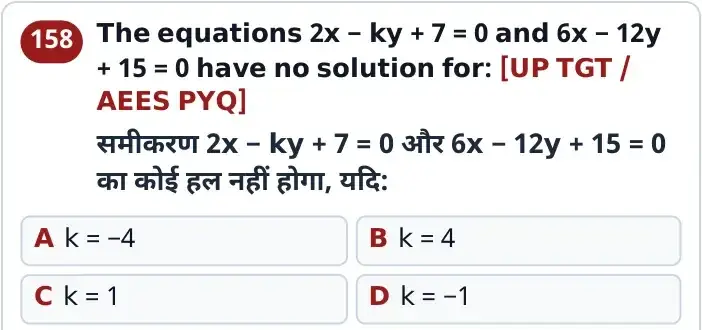 158 The equations 2x − ky + 7 = 0 and 6x − 12y
+ 15 = 0 have no solution for: [UP TGT /
AEES PYQ]
समीकरण 2x − ky + 7 = 0 और 6x − 12y + 15 = 0
का कोई हल नहीं होगा, यदि:
A k = −4
B k = 4
C k = 1
D k = −1